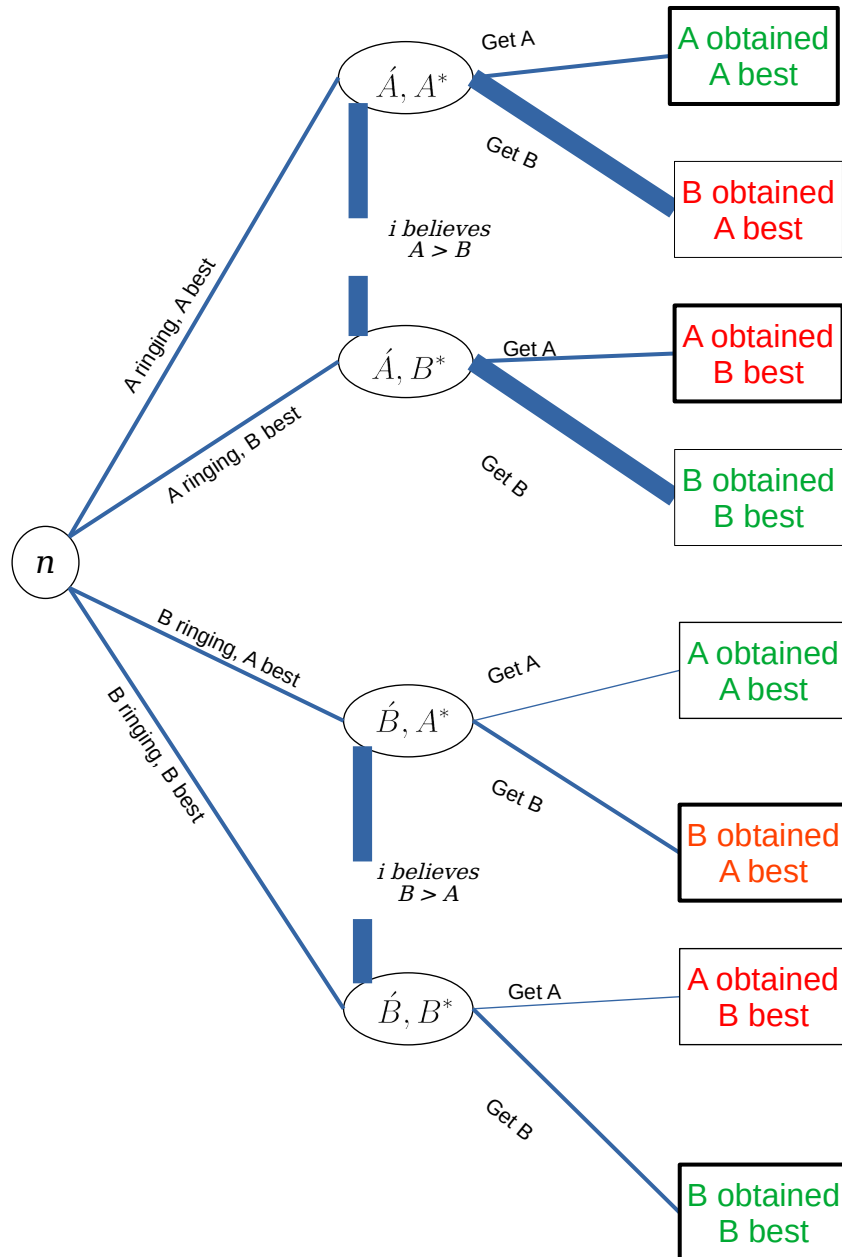 Get A
A obtained
A best
Á, A*
Get B
B obtained
A best
i believes
A > B
A ringing, A best
Get A
A obtained
B best
Á, B*
A ringing, B best
Get B
B obtained
B best
n
B ringing, A best
Get A
A obtained
A best
B́, A*
B ringing, B best
Get B
B obtained
A best
i believes
B > A
Get A
A obtained
B best
B́, B*
Get B
B obtained
B best